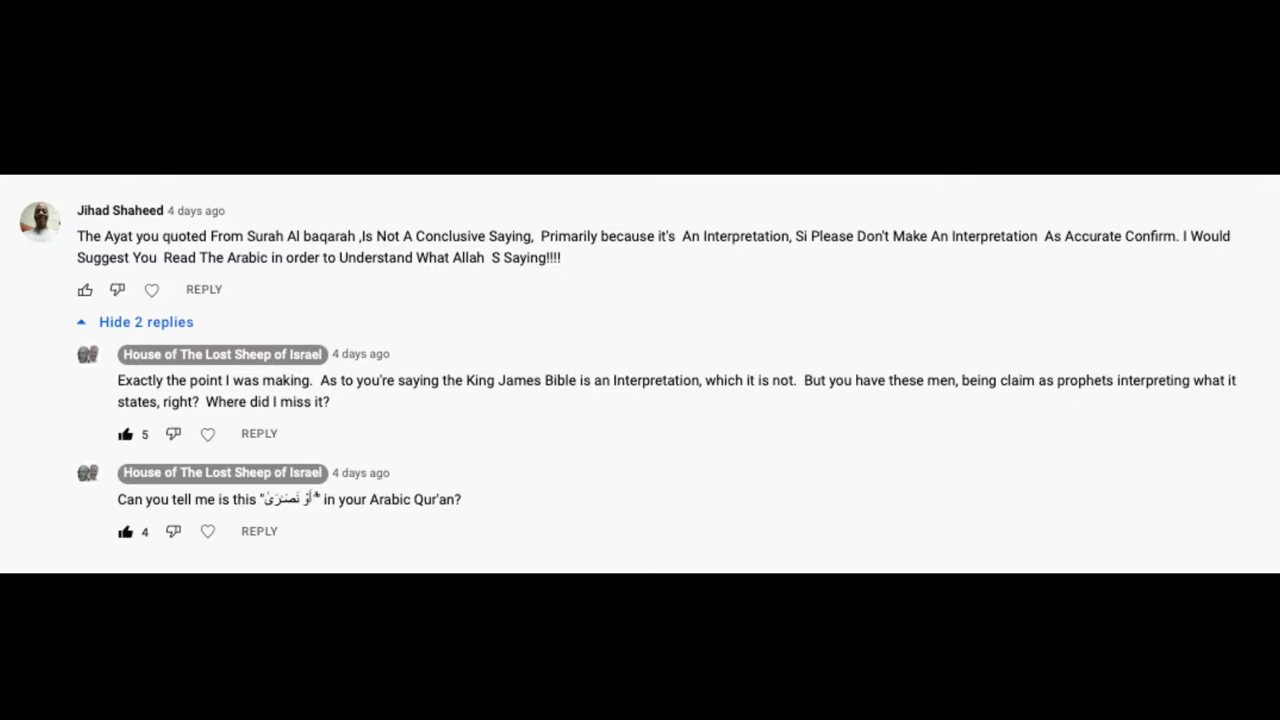 Jihad Shaheed 4 days ago
The Ayat you quoted From Surah Al baqarah ,Is Not A Conclusive Saying, Primarily because it's An Interpretation, Si Please Don't Make An Interpretation As Accurate Confirm. I Would
Suggest You Read The Arabic in order to Understand What Allah S Saying!!!!
REPLY
Hide 2 replies
House of The Lost Sheep of Israel 4 days ago
Exactly the point I was making. As to you're saying the King James Bible is an Interpretation, which it is not. But you have these men, being claim as prophets interpreting what it
states, right? Where did I miss it?
5 REPLY
House of The Lost Sheep of Israel 4 days ago
Can you tell me is this "أَوْ نَصَـٰرَىٰ ۗ" in your Arabic Qur'an?
4 REPLY